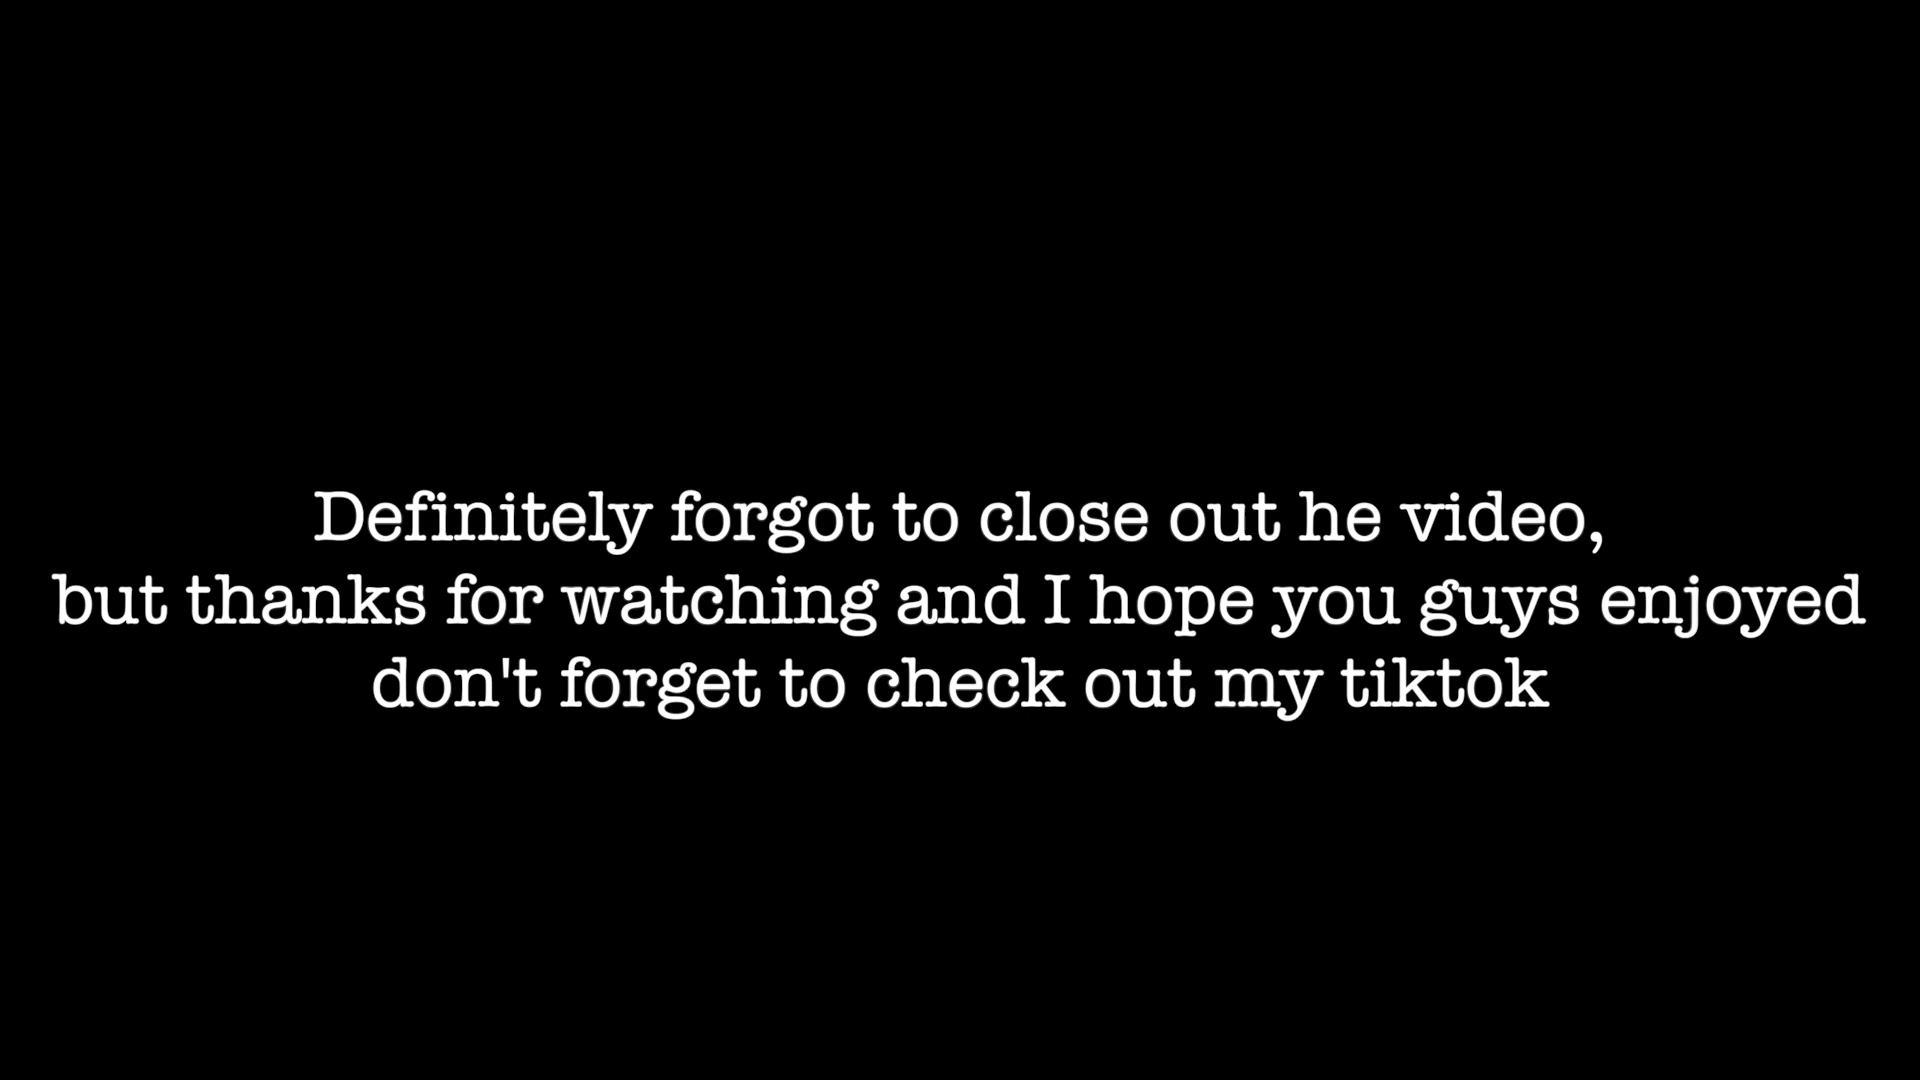 Definitely forgot to close out he video,
but thanks for watching and I hope you guys enjoyed
don't forget to check out my tiktok